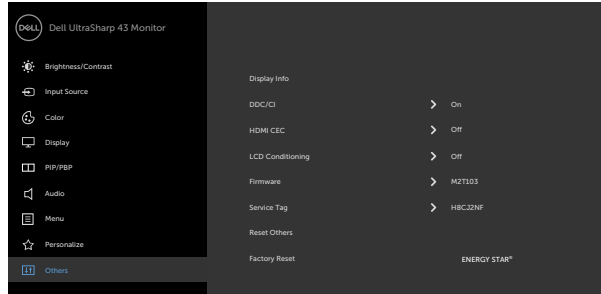 DELL Dell UltraSharp 43 Monitor
Brightness/Contrast
Input Source
Color
Display
PIP/PBP
Audio
Menu
Personalize
Others
Display Info
DDC/CI On
HDMI CEC Off
LCD Conditioning Off
Firmware M2T103
Service Tag H8CJ2NF
Reset Others
Factory Reset ENERGY STAR®